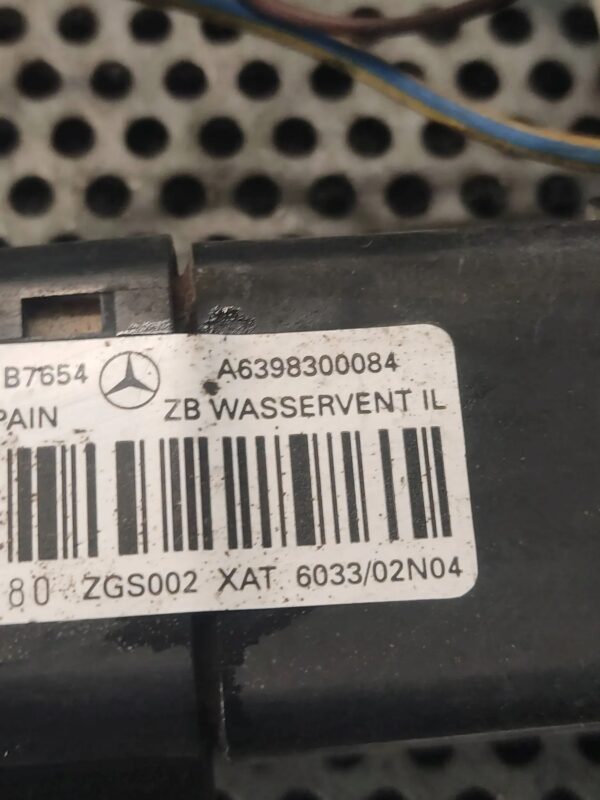 B7654 A6398300084
PAIN ZB WASSERVENT IL
80 ZGS002 XAT 6033/02N04